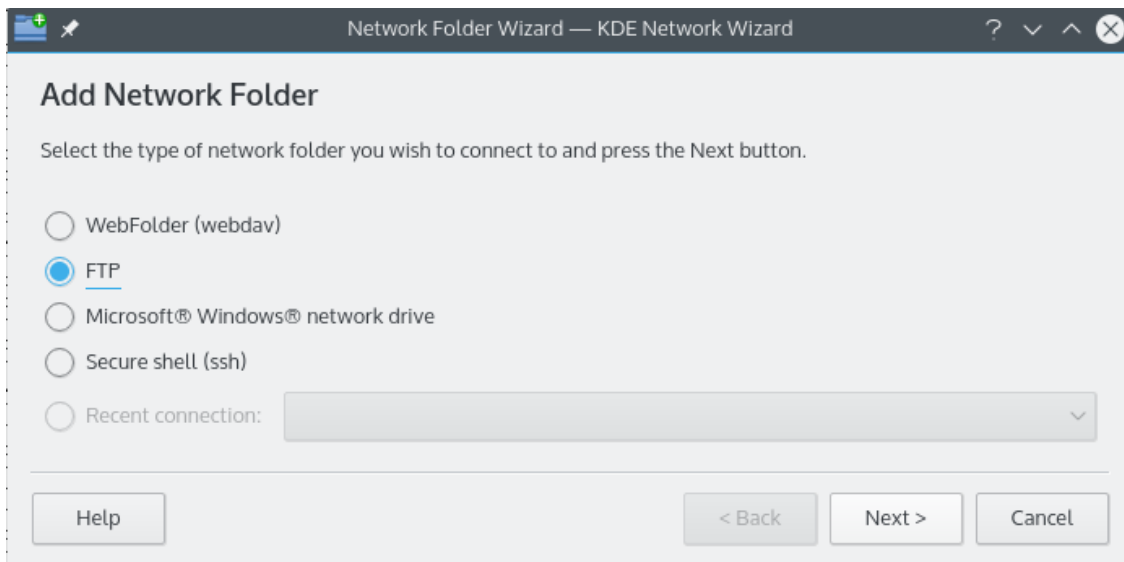 Network Folder Wizard — KDE Network Wizard
Add Network Folder
Select the type of network folder you wish to connect to and press the Next button.
WebFolder (webdav)
FTP
Microsoft® Windows® network drive
Secure shell (ssh)
Recent connection:
Help
< Back
Next >
Cancel